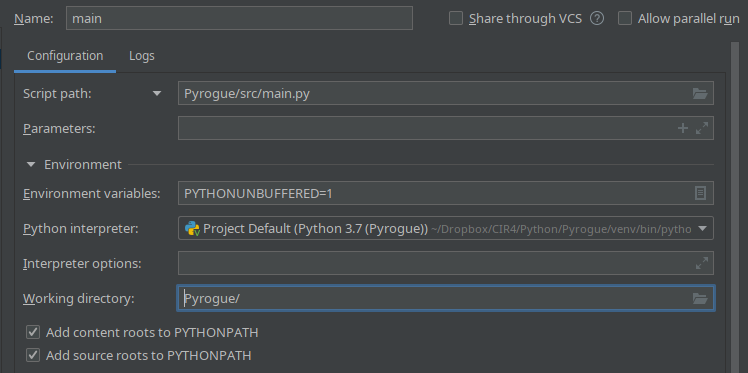 Name: main Share through VCS ? Allow parallel run
Configuration Logs
Script path: Pyrogue/src/main.py
Parameters:
Environment
Environment variables: PYTHONUNBUFFERED=1
Python interpreter: Project Default (Python 3.7 (Pyrogue)) ~/Dropbox/CIR4/Python/Pyrogue/venv/bin/pytho
Interpreter options:
Working directory: Pyrogue/
Add content roots to PYTHONPATH
Add source roots to PYTHONPATH